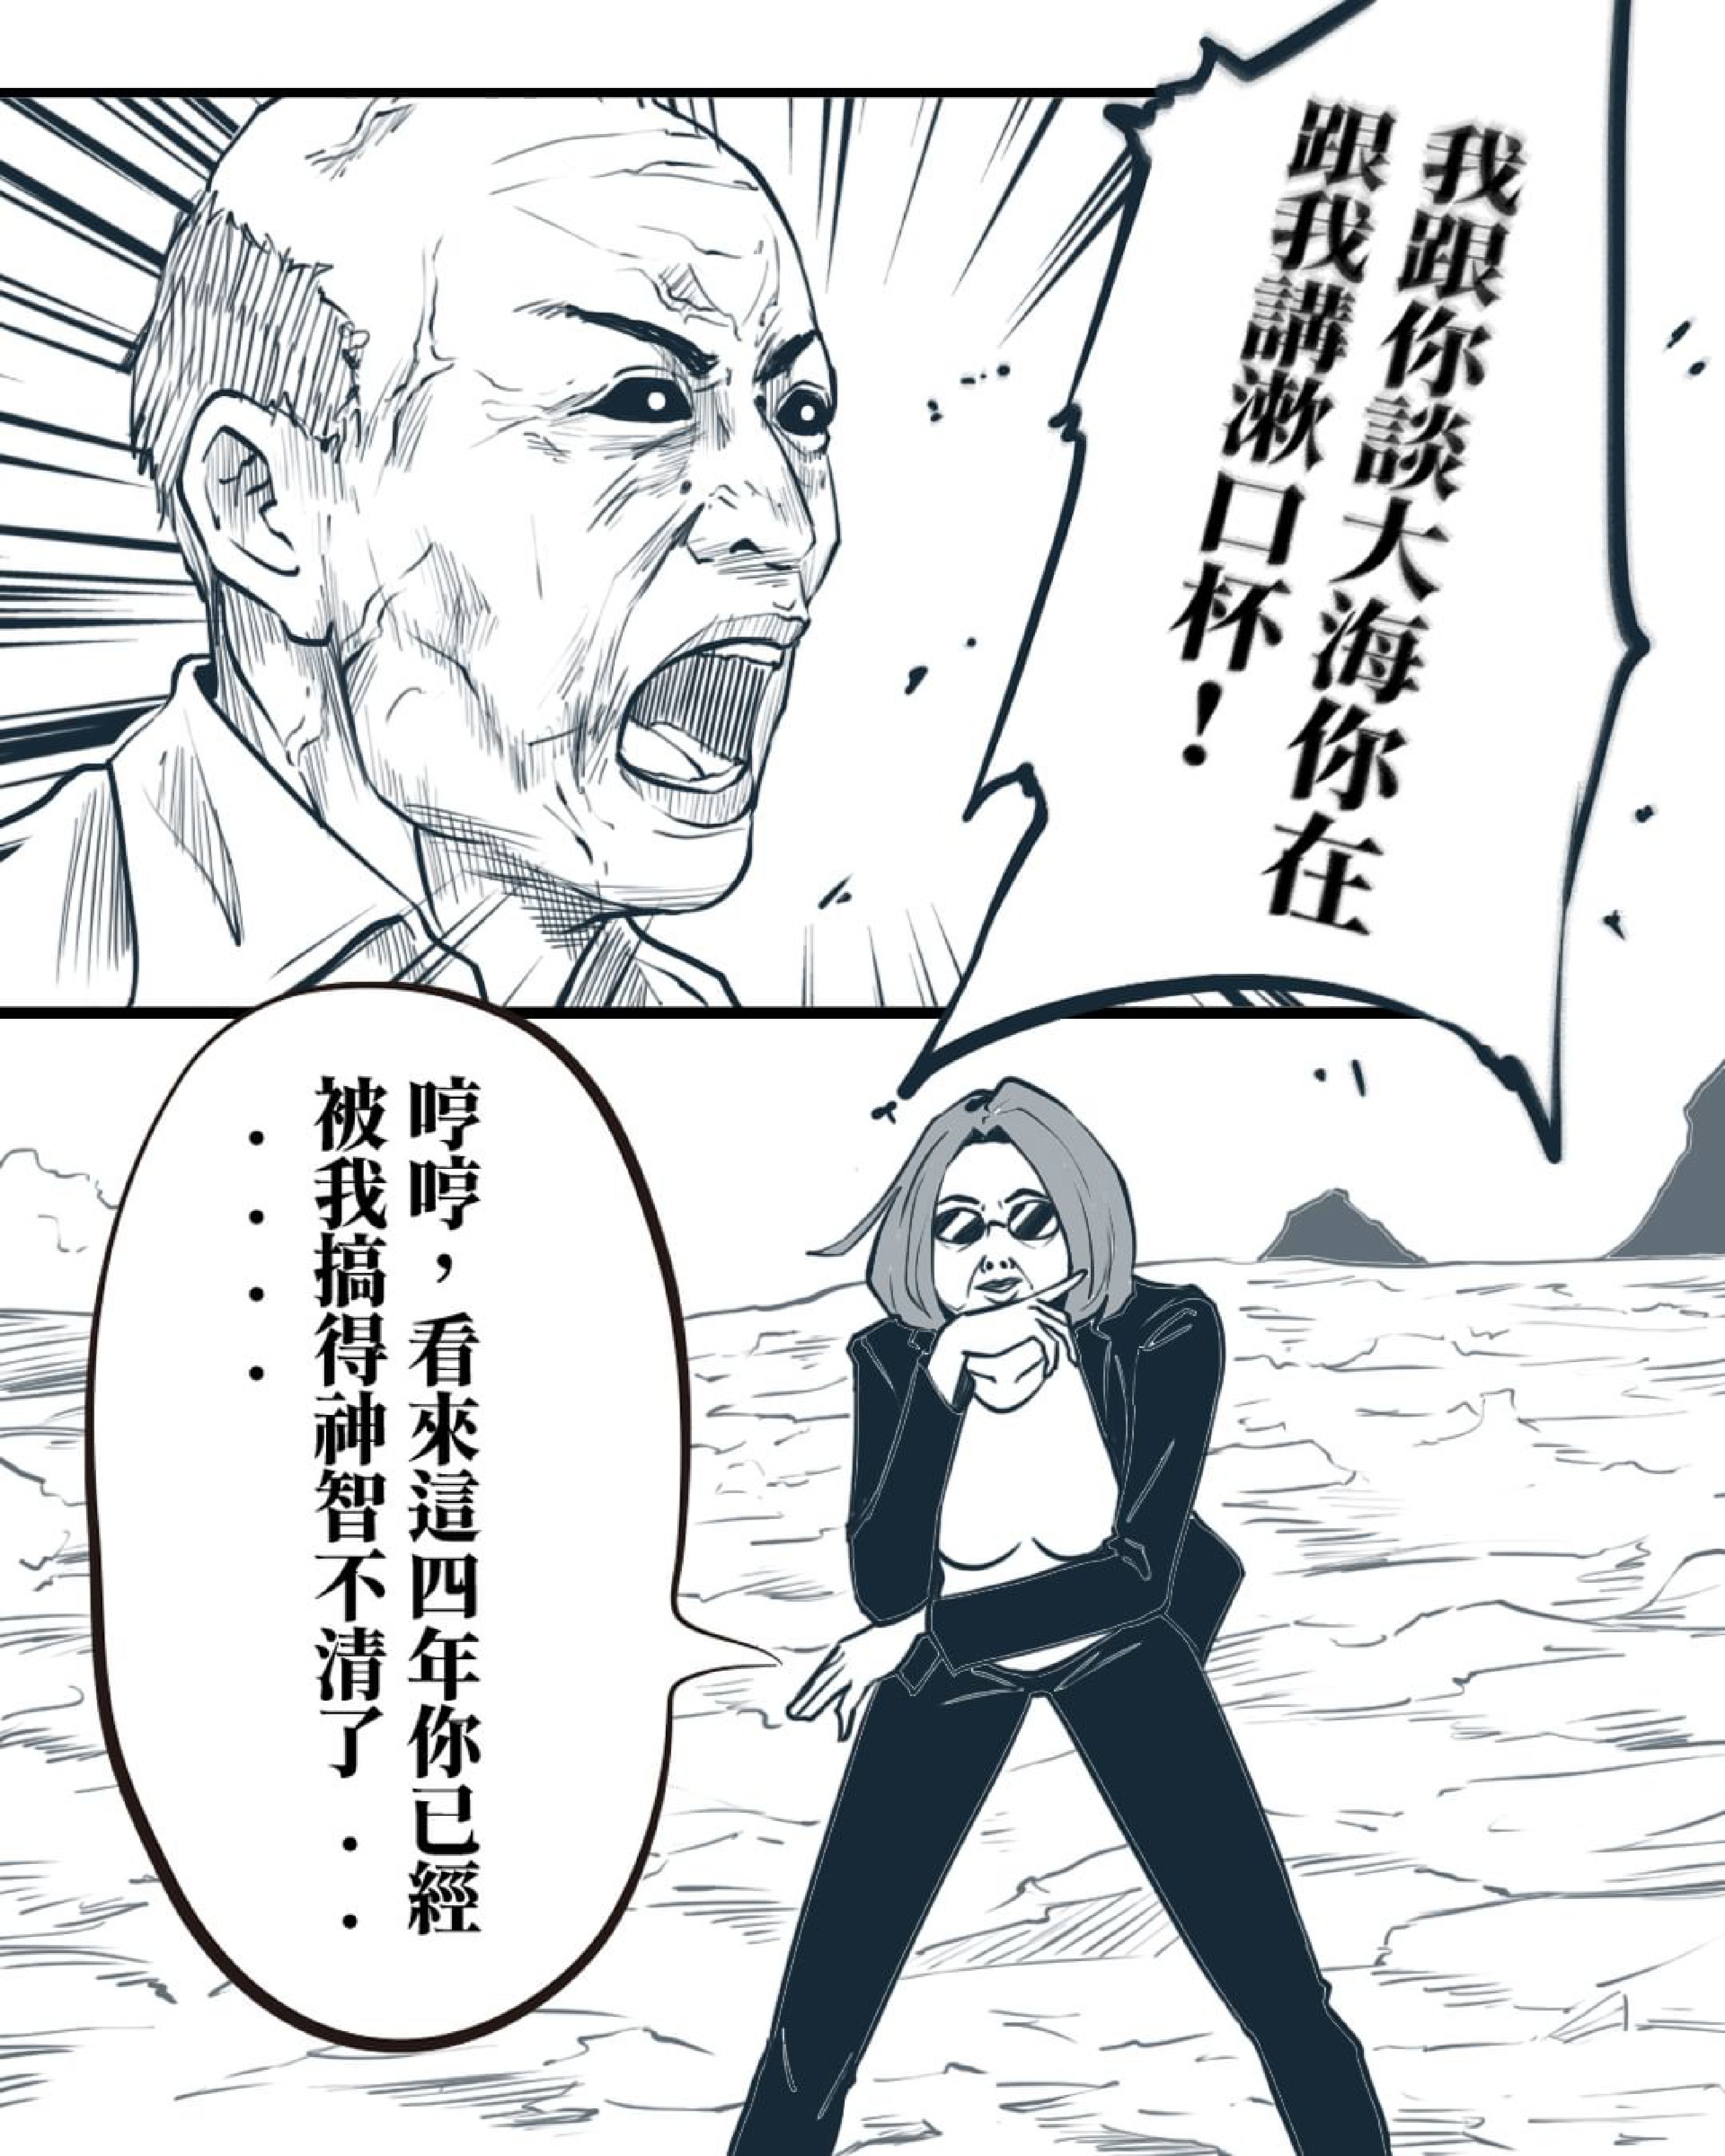 我跟你談大海你在
跟我講漱口杯！
哼哼，看來這四年你已經
被我搞得神智不清了．．
．．．．